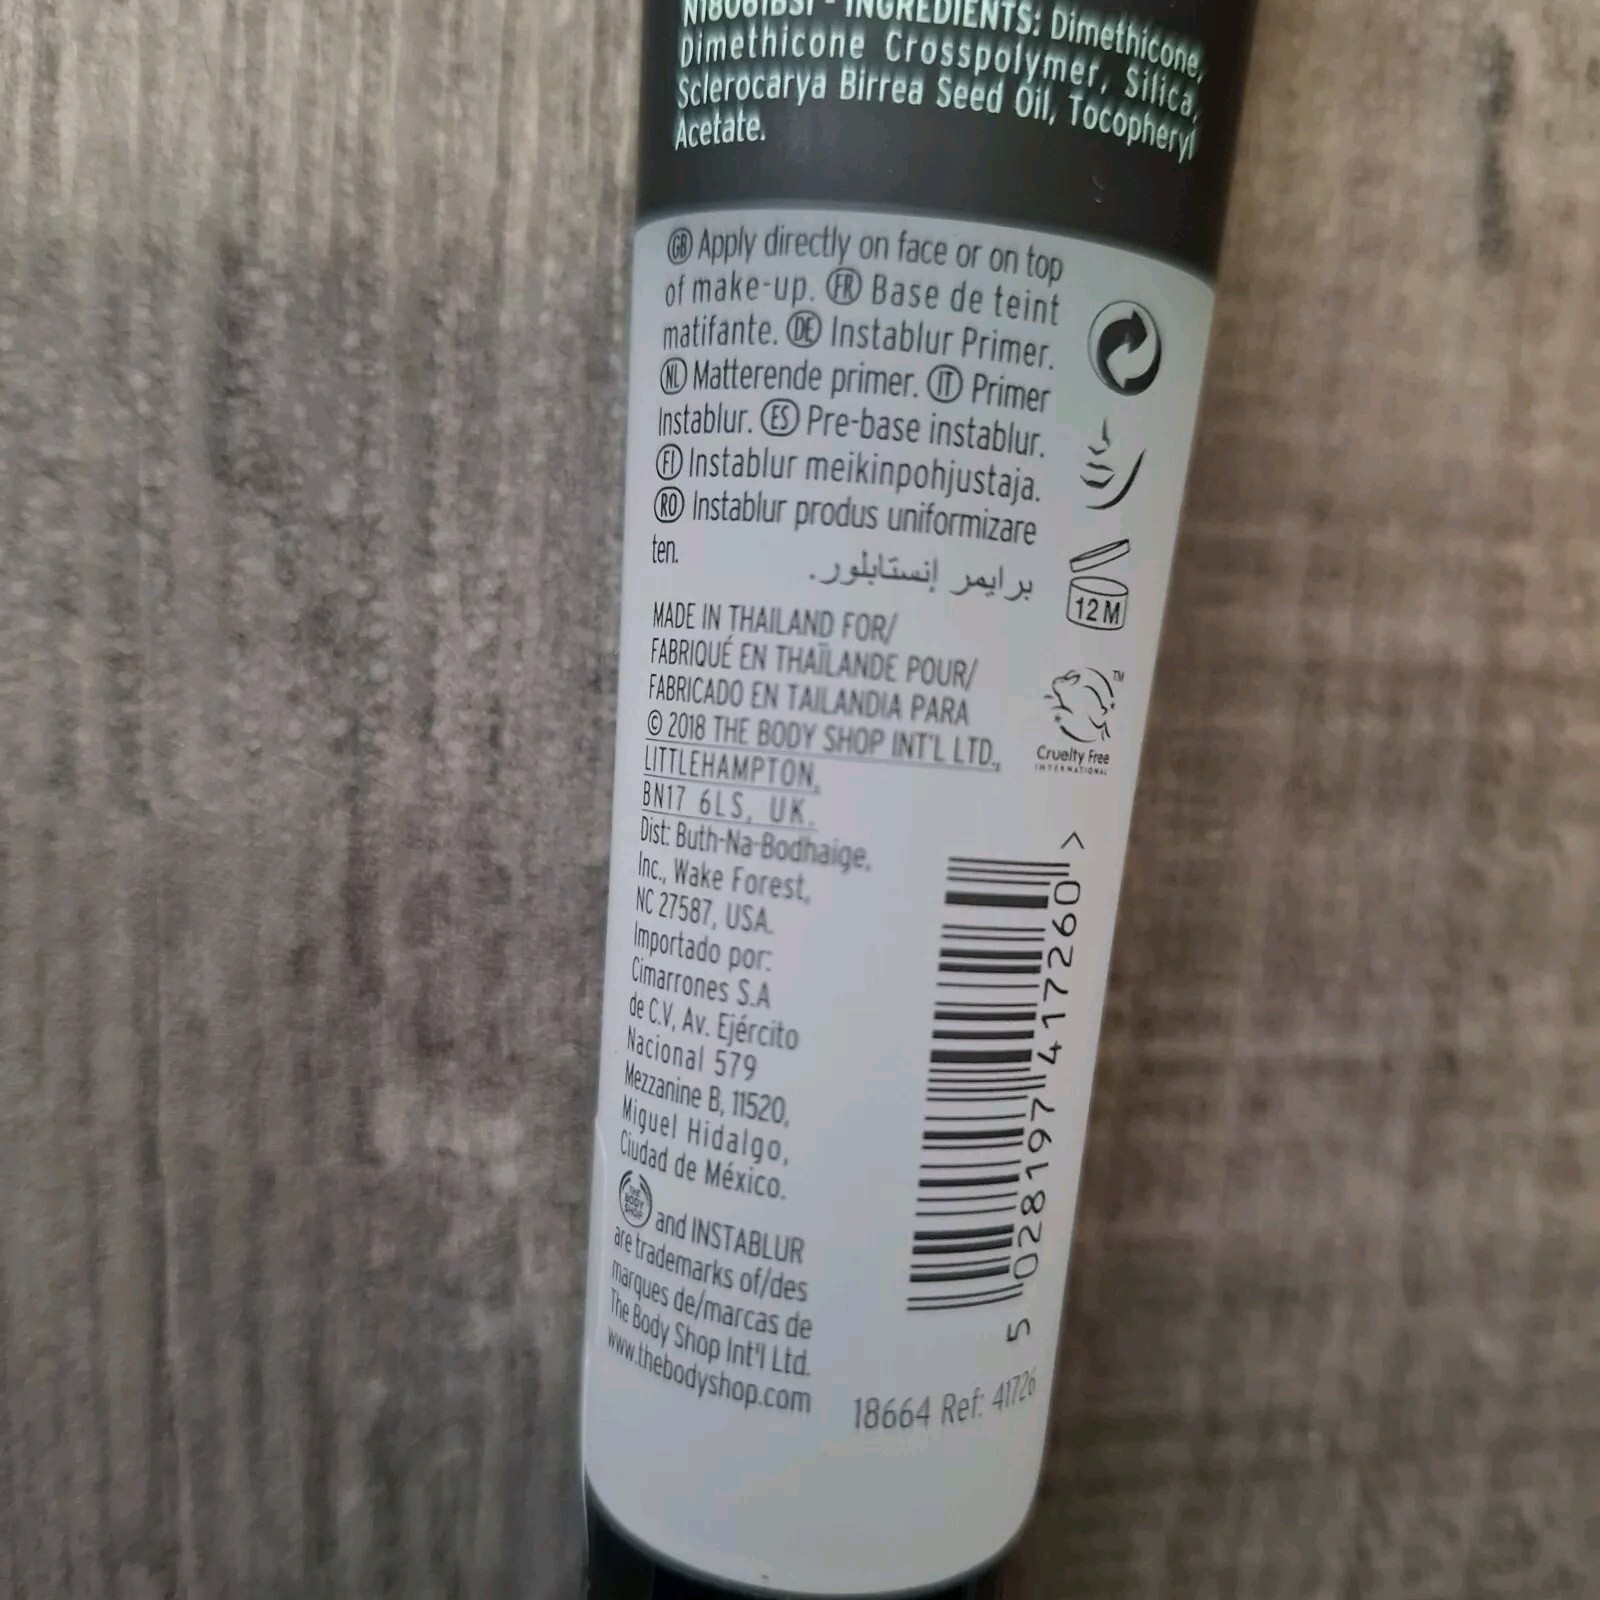 N18061BSI - INGREDIENTS: Dimethicone,
Dimethicone Crosspolymer, Silica,
Sclerocarya Birrea Seed Oil, Tocopheryl
Acetate.
GB Apply directly on face or on top
of make-up. FR Base de teint
matifiante. DE Instablur Primer.
NL Matterende primer. IT Primer
Instablur. ES Pre-base instablur.
FI Instablur meikinpohjustaja.
RO Instablur produs uniformizare
ten.
برايمر إنستابلور.
12 M
MADE IN THAILAND FOR/
FABRIQUÉ EN THAÏLANDE POUR/
FABRICADO EN TAILANDIA PARA
© 2018 THE BODY SHOP INT'L LTD.,
LITTLEHAMPTON,
BN17 6LS, UK.
Dist: Buth-Na-Bodhaige,
Inc., Wake Forest,
NC 27587, USA.
Importado por:
Cimarrones S.A
de C.V, Av. Ejército
Nacional 579
Mezzanine B, 11520,
Miguel Hidalgo,
Ciudad de México.
THE BODY SHOP and INSTABLUR
are trademarks of/des
marques de/marcas de
The Body Shop Int'l Ltd.
www.thebodyshop.com
TM
Cruelty Free
INTERNATIONAL
5 028197 417260 >
18664 Ref: 41726